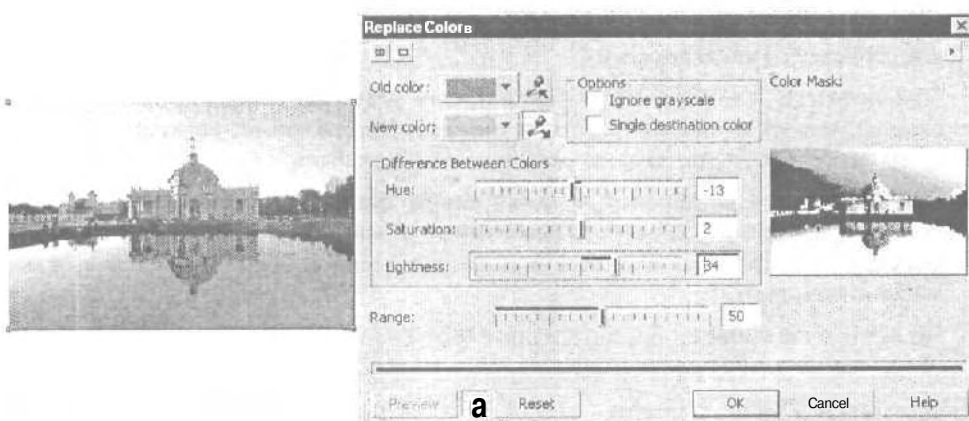 Replace Colorв
Old color:
Options
Color Mask:
Ignore grayscale
New color:
Single destination color
Difference Between Colors
Hue: -13
Saturation: 2
Lightness: 34
Range: 50
Preview a Reset OK Cancel Help